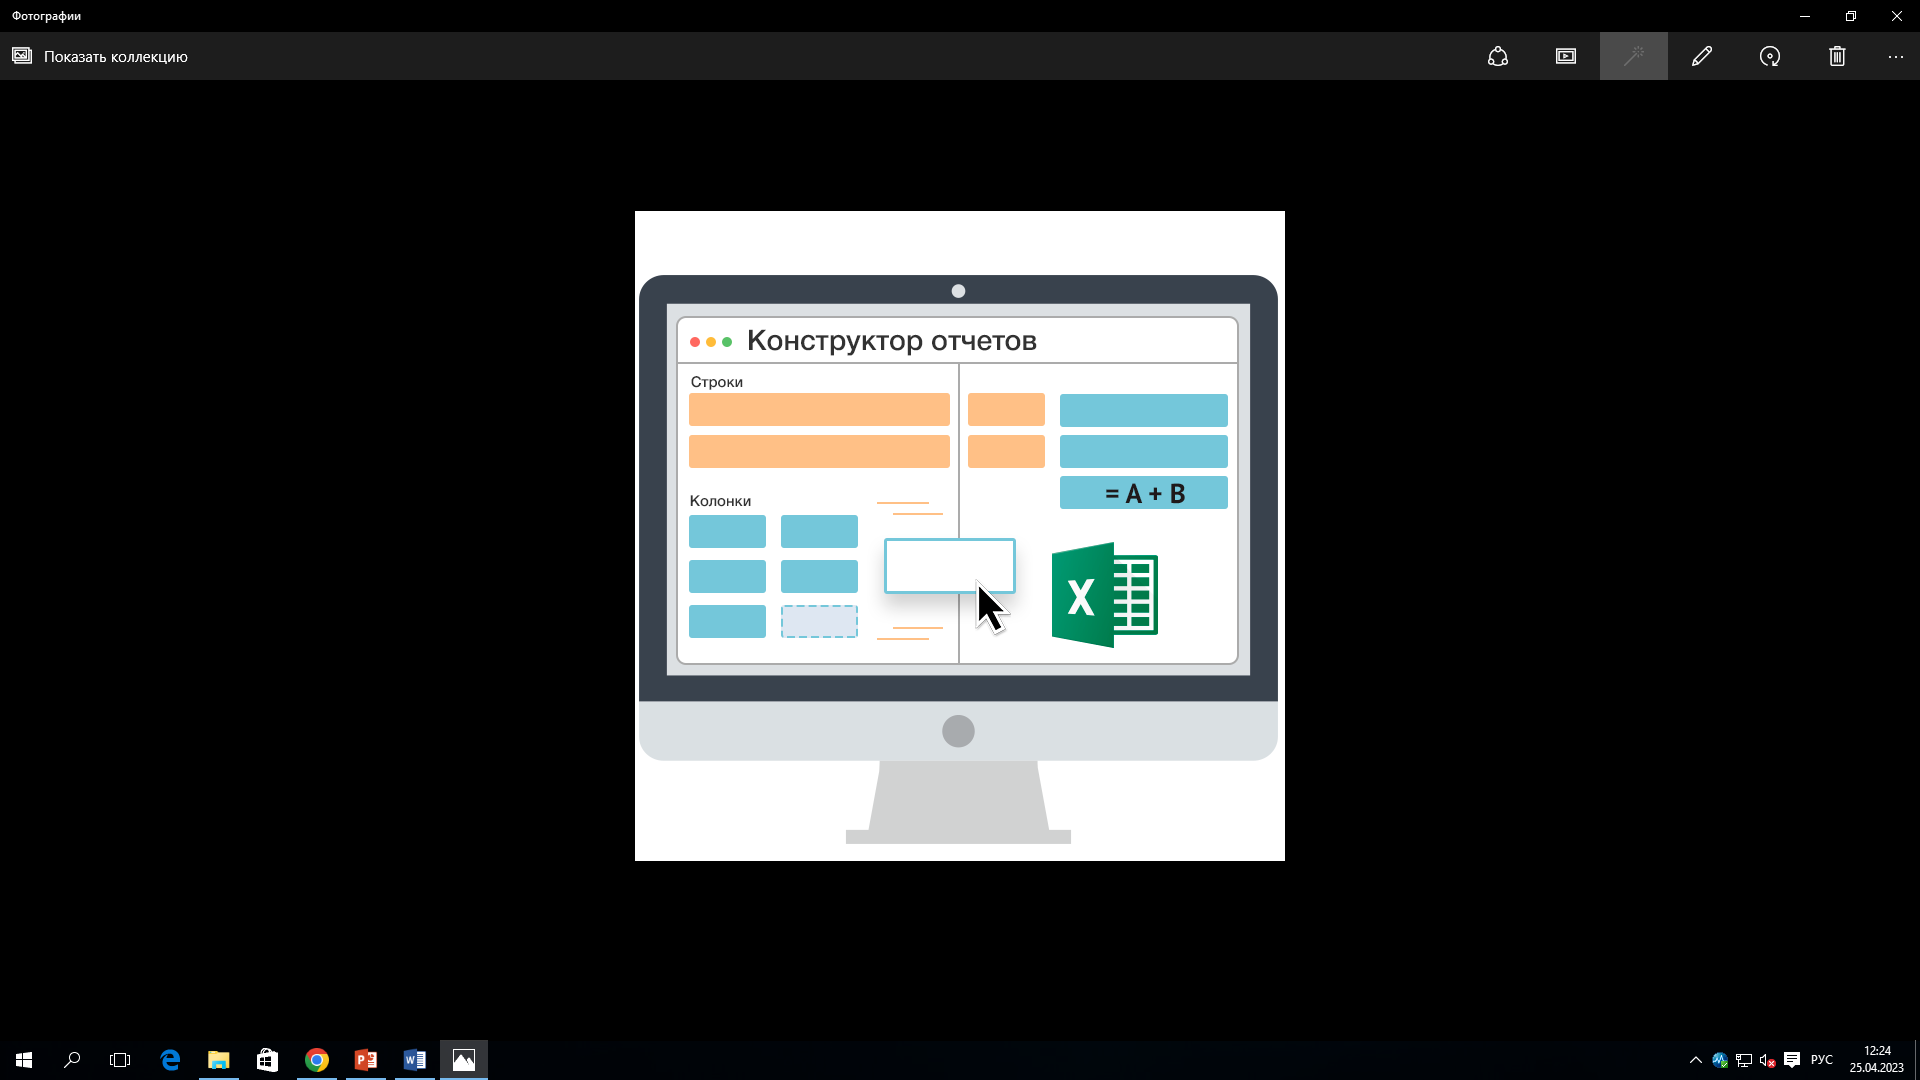 Фотографии
Показать коллекцию
Конструктор отчетов
Строки
= A + B
Колонки
X
P
W
РУС
12:24
25.04.2023